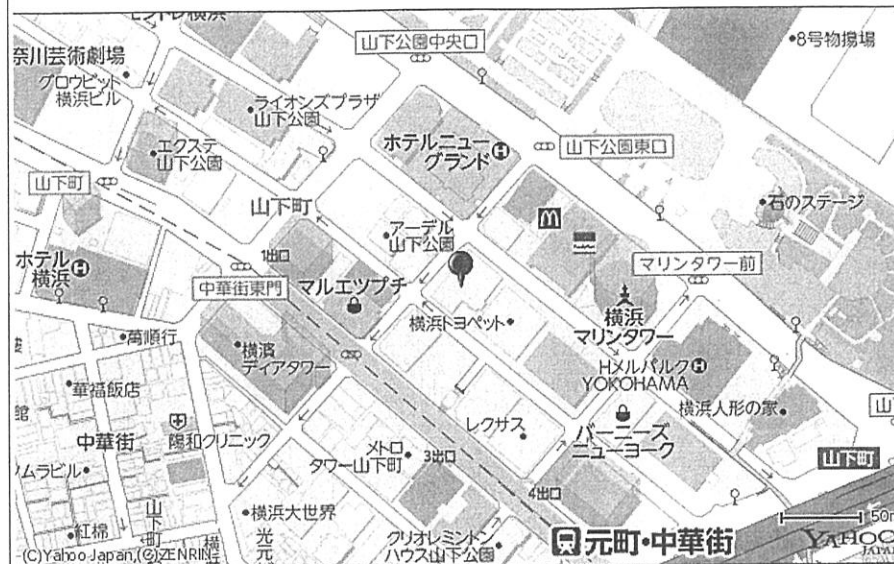 山下公園中央口
8号物揚場
奈川芸術劇場
グロウピット
横浜ビル
ライオンズプラザ
山下公園
エクステ
山下公園
ホテルニュー
グランド
H
山下公園東口
山下町
山下町
石のステージ
アーデル
山下公園
ホテル
横浜
H
1出口
中華街東門
マルエツプチ
マリンタワー前
横浜
マリンタワー
横浜トヨペット
萬順行
横濱
ディアタワー
Hメルパルク
YOKOHAMA
H
華福飯店
館
中華街
陽和クリニック
レクサス
バーニーズ
ニューヨーク
横浜人形の家
山下町
メトロ
タワー山下町
3出口
ムラビル
4出口
横浜大世界
紅棉
山下町
光
クリオレミントン
ハウス山下公園
元町・中華街
50m
YAHOO!
JAPAN
(C)Yahoo Japan,(C)ZENRIN